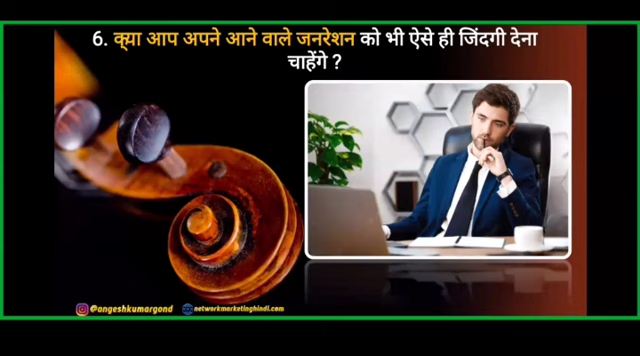 6. क्या आप अपने आने वाले जनरेशन को भी ऐसे ही जिंदगी देना
चाहेंगे ?
@angeshkumargond networkmarketinghindi.com